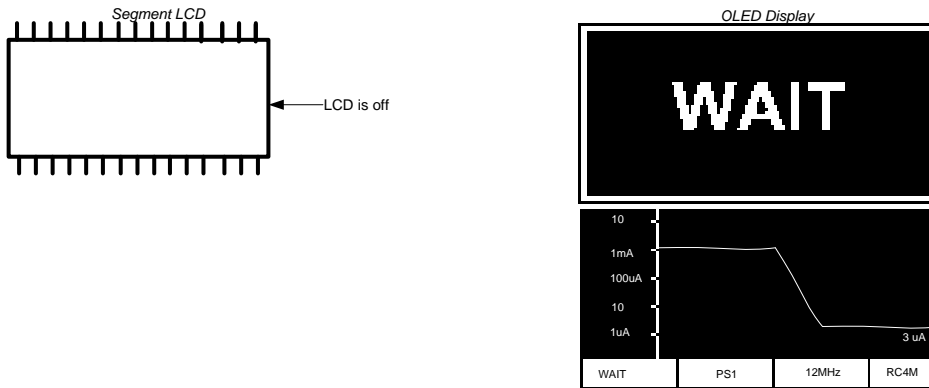 Segment LCD
LCD is off
OLED Display
WAIT
10
1mA
100uA
10
1uA
3 uA
WAIT PS1 12MHz RC4M